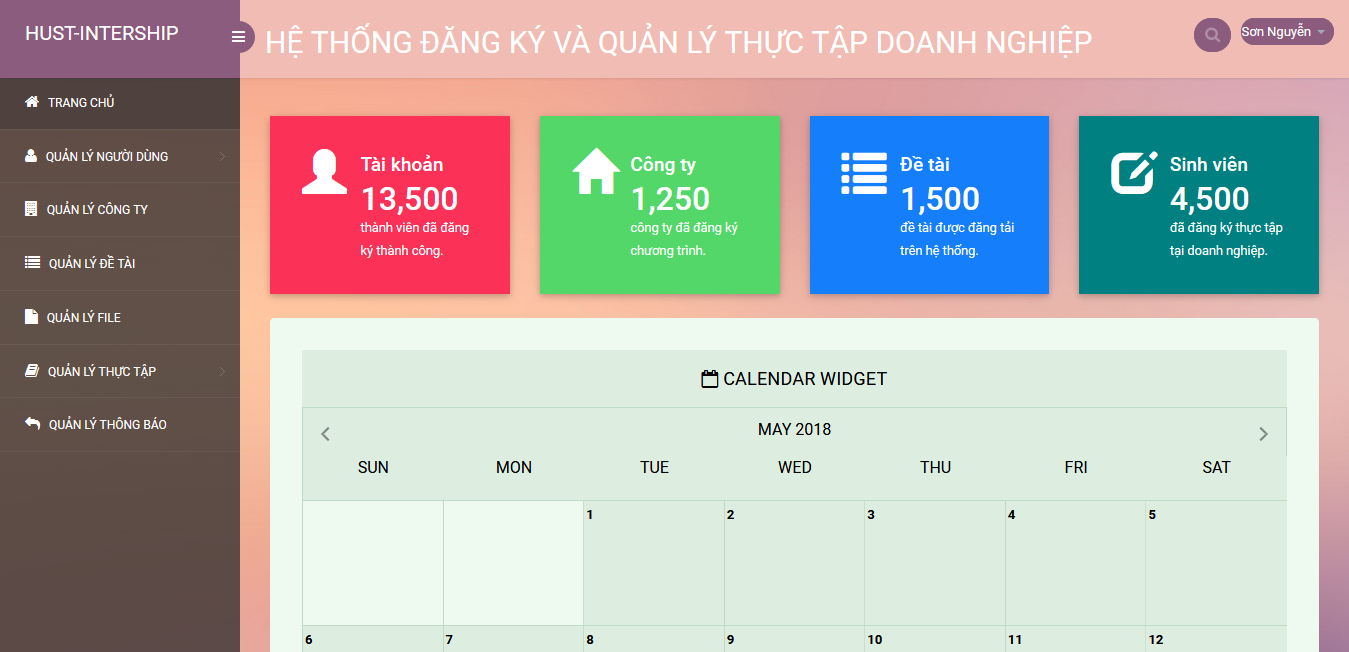 HUST-INTERSHIP
HỆ THỐNG ĐĂNG KÝ VÀ QUẢN LÝ THỰC TẬP DOANH NGHIỆP
Sơn Nguyễn
TRANG CHỦ
QUẢN LÝ NGƯỜI DÙNG
QUẢN LÝ CÔNG TY
QUẢN LÝ ĐỀ TÀI
QUẢN LÝ FILE
QUẢN LÝ THỰC TẬP
QUẢN LÝ THÔNG BÁO
Tài khoản
13,500
thành viên đã đăng
ký thành công.
Công ty
1,250
công ty đã đăng ký
chương trình.
Đề tài
1,500
đề tài được đăng tải
trên hệ thống.
Sinh viên
4,500
đã đăng ký thực tập
tại doanh nghiệp.
CALENDAR WIDGET
MAY 2018
SUN MON TUE WED THU FRI SAT
1 2 3 4 5
6 7 8 9 10 11 12